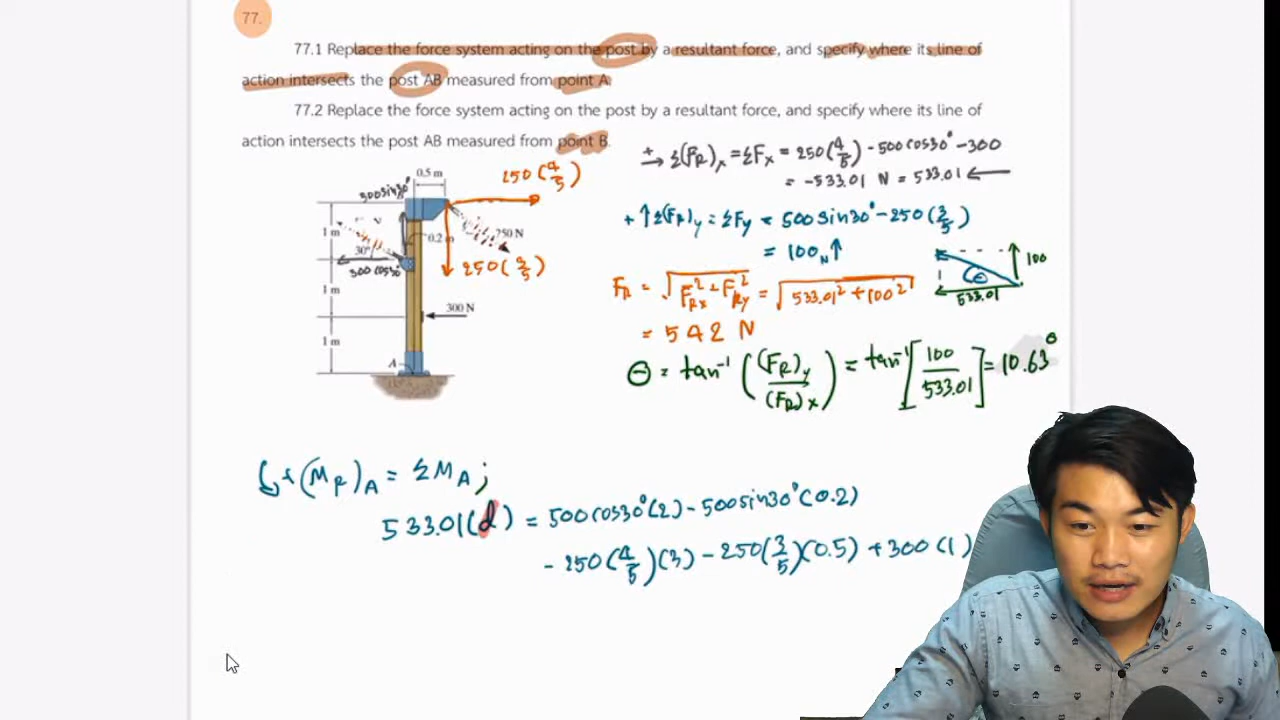 77.
77.1 Replace the force system acting on the post by a resultant force, and specify where its line of
action intersects the post AB measured from point A.
77.2 Replace the force system acting on the post by a resultant force, and specify where its line of
action intersects the post AB measured from point B.
+→ Σ(FR)x = ΣFx = 250(4/5) - 500cos30° - 300
= -533.01 N = 533.01 ←
+↑Σ(FR)y = ΣFy = 500sin30° - 250(3/5)
= 100 N ↑
FR = √(FRx² + FRy²) = √(533.01² + 100²)
= 542 N
θ = tan⁻¹((FR)y/(FR)x) = tan⁻¹[100/533.01] = 10.63°
θ
100
533.01
0.5 m
250(4/5)
1 m
30°
0.2 m
250 N
250(3/5)
1 m
300 N
1 m
A
+(MR)A = ΣMA;
533.01(d) = 500cos30°(2) - 500sin30°(0.2)
- 250(4/5)(3) - 250(3/5)(0.5) + 300(1)